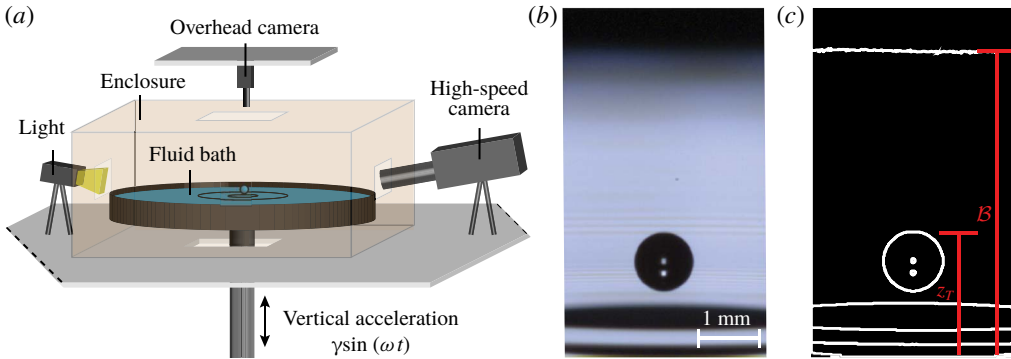 (a)
Overhead camera
Enclosure
High-speed
camera
Light
Fluid bath
Vertical acceleration
γsin (ωt)
(b)
1 mm
(c)
ℬ
z_T